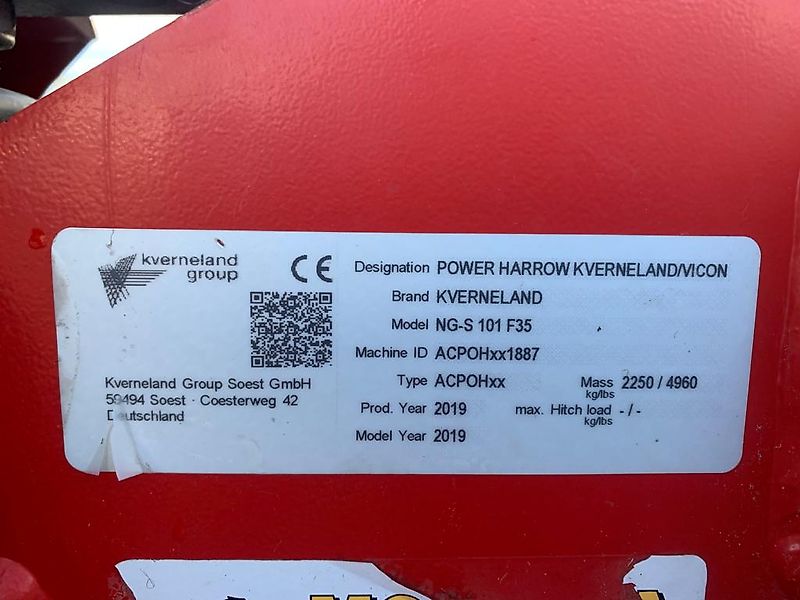 kverneland
group
CE
Kverneland Group Soest GmbH
59494 Soest · Coesterweg 42
Deutschland
Designation POWER HARROW KVERNELAND/VICON
Brand KVERNELAND
Model NG-S 101 F35
Machine ID ACPOHxx1887
Type ACPOHxx Mass kg/lbs 2250 / 4960
Prod. Year 2019 max. Hitch load kg/lbs - / -
Model Year 2019